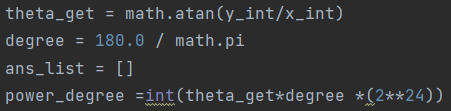 theta_get = math.atan(y_int/x_int)
degree = 180.0 / math.pi
ans_list = []
power_degree =int(theta_get*degree *(2**24))